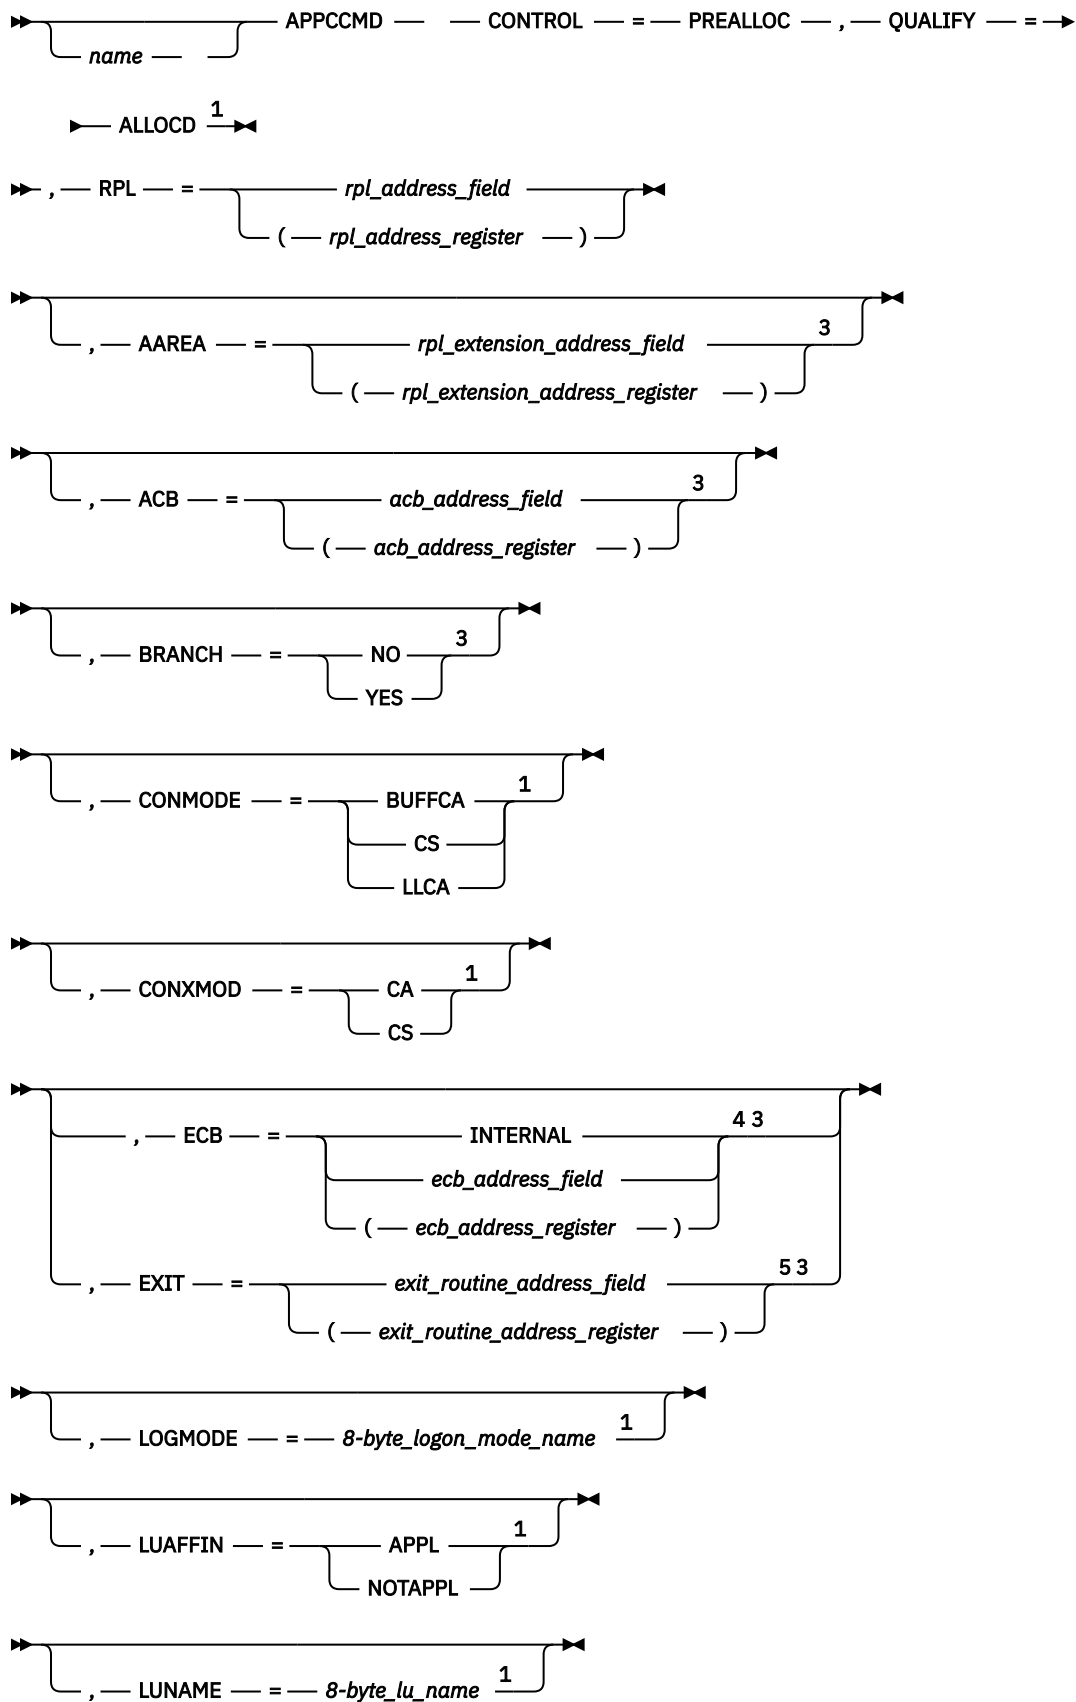 APPCCMD CONTROL = PREALLOC , QUALIFY =
name
ALLOCD 1
, RPL = rpl_address_field
( rpl_address_register )
, AAREA = rpl_extension_address_field 3
( rpl_extension_address_register )
, ACB = acb_address_field 3
( acb_address_register )
, BRANCH = NO 3
YES
, CONMODE = BUFFCA 1
CS
LLCA
, CONXMOD = CA 1
CS
, ECB = INTERNAL 4 3
ecb_address_field
( ecb_address_register )
, EXIT = exit_routine_address_field 5 3
( exit_routine_address_register )
, LOGMODE = 8-byte_logon_mode_name 1
, LUAFFIN = APPL 1
NOTAPPL
, LUNAME = 8-byte_lu_name 1